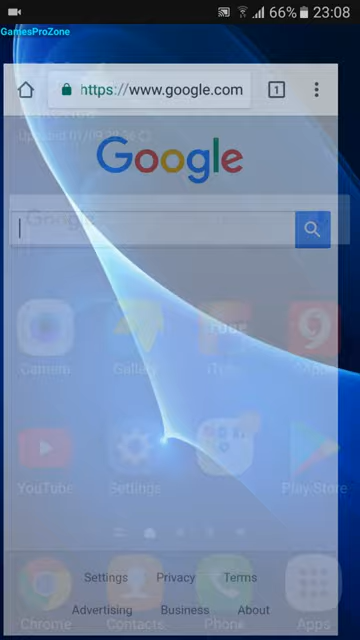 66% 23:08
GamesProZone
https://www.google.com 1
Google
Google
Camera Gallery
YouTube Settings Play Store
Settings Privacy Terms
Advertising Business About
Chrome Contacts Phone Apps